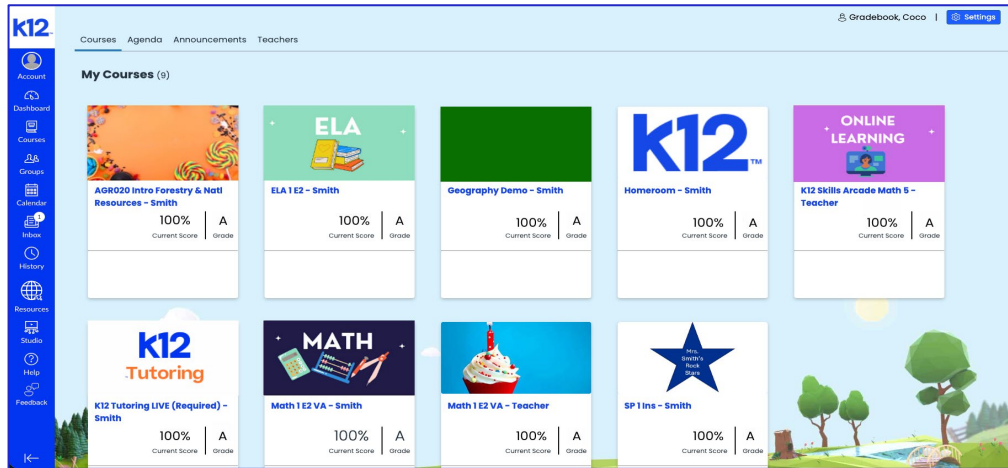 K12
Gradebook, Coco | Settings
Courses Agenda Announcements Teachers
Account
Dashboard
Courses
Groups
Calendar
1
Inbox
History
Resources
Studio
Help
Feedback
My Courses (9)
AGR020 Intro Forestry & Natl
Resources - Smith
100% A
Current Score Grade
ELA
ELA 1 E2 - Smith
100% A
Current Score Grade
Geography Demo - Smith
100% A
Current Score Grade
K12™
Homeroom - Smith
100% A
Current Score Grade
ONLINE
LEARNING
K12 Skills Arcade Math 5 -
Teacher
100% A
Current Score Grade
K12
Tutoring
K12 Tutoring LIVE (Required) -
Smith
100% A
Current Score Grade
MATH
Math 1 E2 VA - Smith
100% A
Current Score Grade
Math 1 E2 VA - Teacher
100% A
Current Score Grade
Mrs.
Smith's
Rock
Stars
SP 1 Ins - Smith
100% A
Current Score Grade